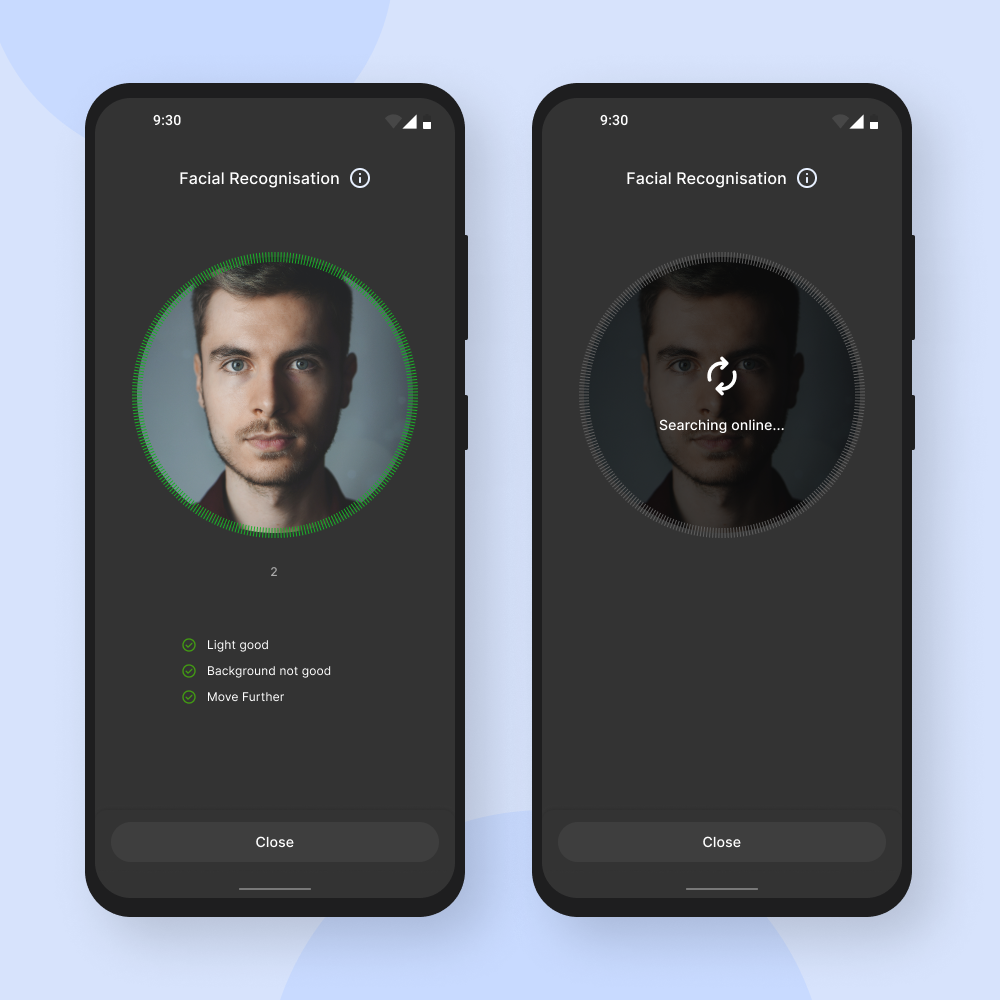 9:30
Facial Recognisation
2
Light good
Background not good
Move Further
Close
9:30
Facial Recognisation
Searching online...
Close